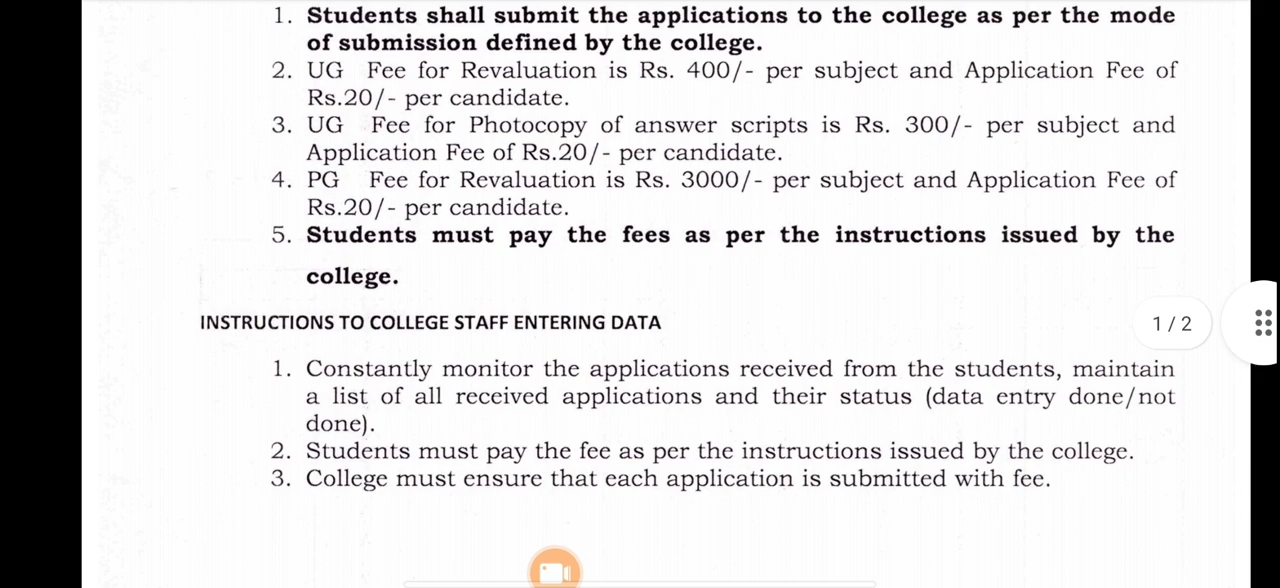 1. Students shall submit the applications to the college as per the mode
of submission defined by the college.
2. UG Fee for Revaluation is Rs. 400/- per subject and Application Fee of
Rs.20/- per candidate.
3. UG Fee for Photocopy of answer scripts is Rs. 300/- per subject and
Application Fee of Rs.20/- per candidate.
4. PG Fee for Revaluation is Rs. 3000/- per subject and Application Fee of
Rs.20/- per candidate.
5. Students must pay the fees as per the instructions issued by the
college.
INSTRUCTIONS TO COLLEGE STAFF ENTERING DATA
1 / 2
1. Constantly monitor the applications received from the students, maintain
a list of all received applications and their status (data entry done/not
done).
2. Students must pay the fee as per the instructions issued by the college.
3. College must ensure that each application is submitted with fee.